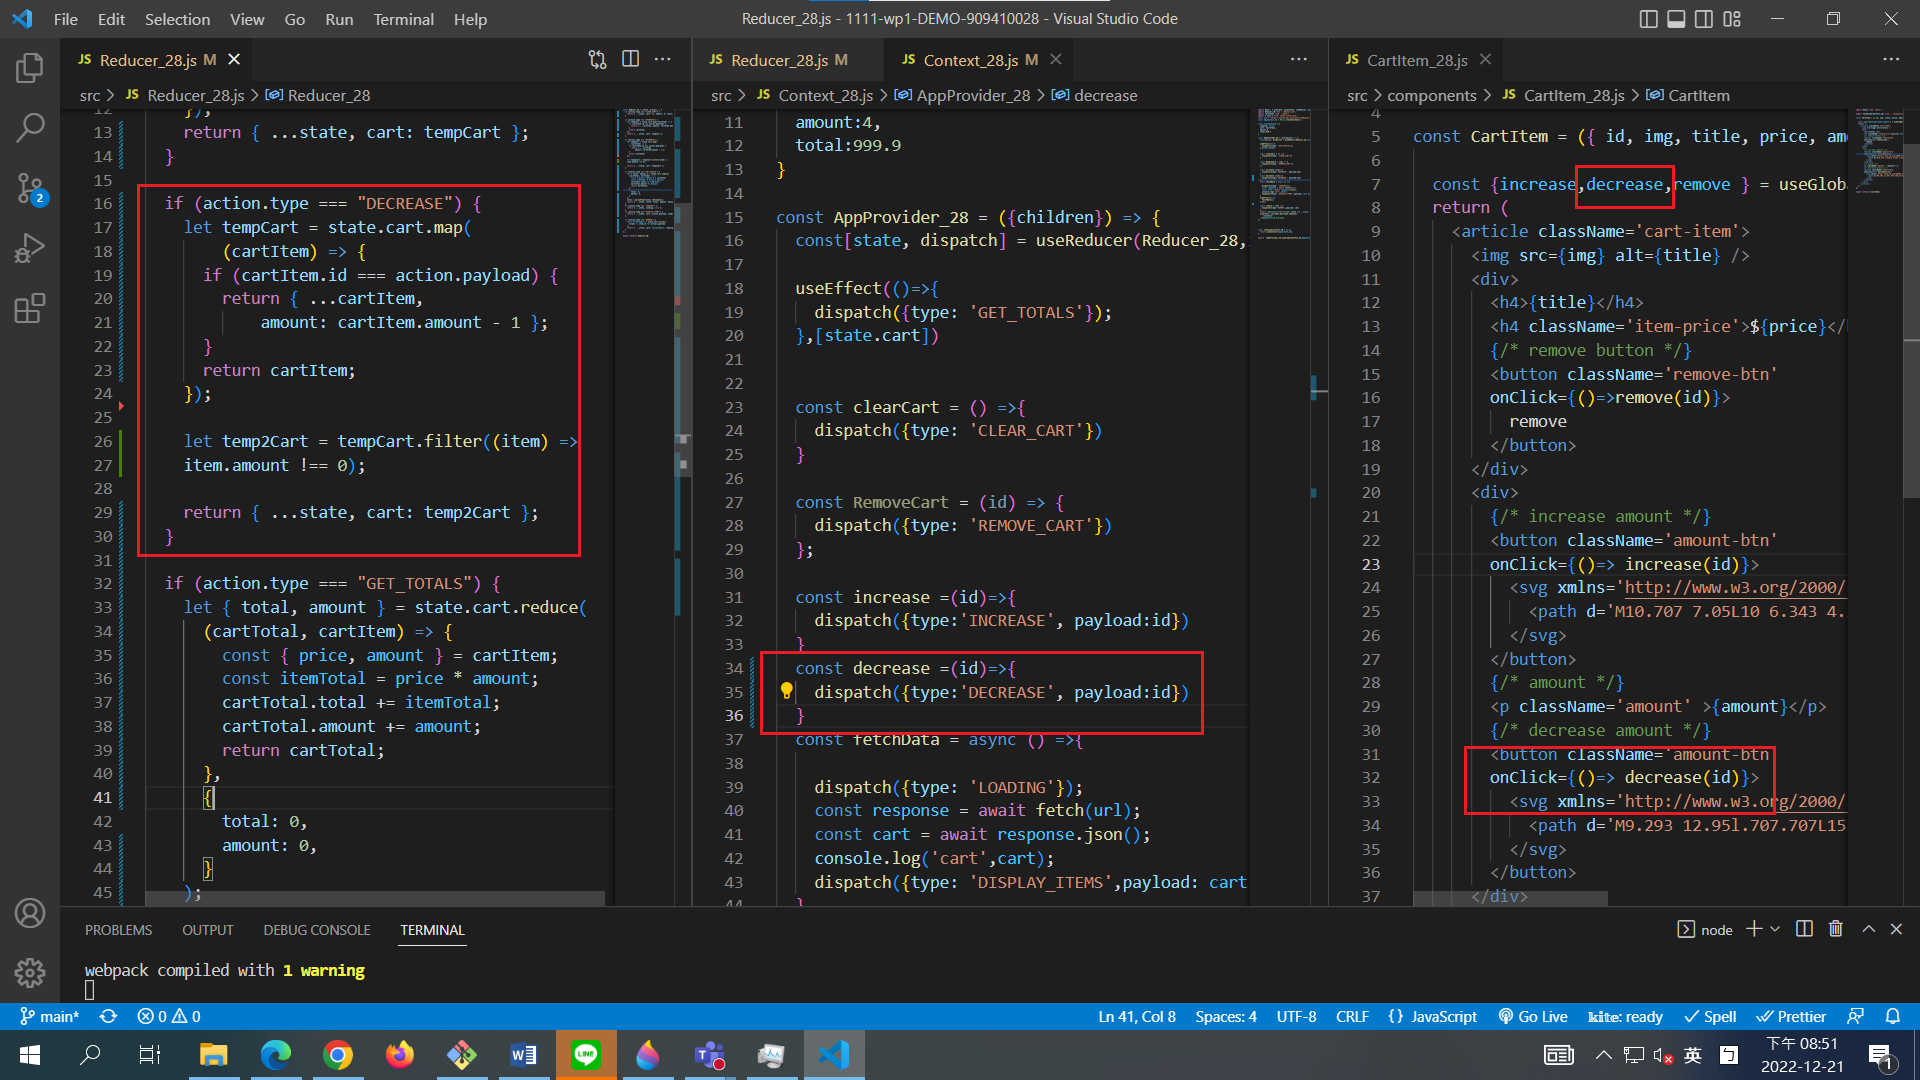 File Edit Selection View Go Run Terminal Help
Reducer_28.js - 1111-wp1-DEMO-909410028 - Visual Studio Code
JS Reducer_28.js M
src > JS Reducer_28.js > Reducer_28
13 return { ...state, cart: tempCart };
14 }
15
16 if (action.type === "DECREASE") {
17 let tempCart = state.cart.map(
18 (cartItem) => {
19 if (cartItem.id === action.payload) {
20 return { ...cartItem,
21 amount: cartItem.amount - 1 };
22 }
23 return cartItem;
24 });
25
26 let temp2Cart = tempCart.filter((item) =>
27 item.amount !== 0);
28
29 return { ...state, cart: temp2Cart };
30 }
31
32 if (action.type === "GET_TOTALS") {
33 let { total, amount } = state.cart.reduce(
34 (cartTotal, cartItem) => {
35 const { price, amount } = cartItem;
36 const itemTotal = price * amount;
37 cartTotal.total += itemTotal;
38 cartTotal.amount += amount;
39 return cartTotal;
40 },
41 {
42 total: 0,
43 amount: 0,
44 }
45 );
JS Reducer_28.js M
JS Context_28.js M
src > JS Context_28.js > AppProvider_28 > decrease
11 amount:4,
12 total:999.9
13 }
14
15 const AppProvider_28 = ({children}) => {
16 const[state, dispatch] = useReducer(Reducer_28,
17
18 useEffect(()=>{
19 dispatch({type: 'GET_TOTALS'});
20 },[state.cart])
21
22
23 const clearCart = () =>{
24 dispatch({type: 'CLEAR_CART'})
25 }
26
27 const RemoveCart = (id) => {
28 dispatch({type: 'REMOVE_CART'})
29 };
30
31 const increase =(id)=>{
32 dispatch({type:'INCREASE', payload:id})
33 }
34 const decrease =(id)=>{
35 dispatch({type:'DECREASE', payload:id})
36 }
37 const fetchData = async () =>{
38
39 dispatch({type: 'LOADING'});
40 const response = await fetch(url);
41 const cart = await response.json();
42 console.log('cart',cart);
43 dispatch({type: 'DISPLAY_ITEMS',payload: cart
44 }
JS CartItem_28.js
src > components > JS CartItem_28.js > CartItem
4
5 const CartItem = ({ id, img, title, price, am
6
7 const {increase,decrease,remove } = useGlob
8 return (
9 <article className='cart-item'>
10 <img src={img} alt={title} />
11 <div>
12 <h4>{title}</h4>
13 <h4 className='item-price'>${price}</
14 {/* remove button */}
15 <button className='remove-btn'
16 onClick={()=>remove(id)}>
17 remove
18 </button>
19 </div>
20 <div>
21 {/* increase amount */}
22 <button className='amount-btn'
23 onClick={()=> increase(id)}>
24 <svg xmlns='http://www.w3.org/2000/
25 <path d='M10.707 7.05L10 6.343 4.
26 </svg>
27 </button>
28 {/* amount */}
29 <p className='amount' >{amount}</p>
30 {/* decrease amount */}
31 <button className='amount-btn
32 onClick={()=> decrease(id)}>
33 <svg xmlns='http://www.w3.org/2000/
34 <path d='M9.293 12.95l.707.707L15
35 </svg>
36 </button>
37 </div>
2
PROBLEMS OUTPUT DEBUG CONSOLE TERMINAL
node
webpack compiled with 1 warning
main* 0 0
Ln 41, Col 8 Spaces: 4 UTF-8 CRLF {} JavaScript Go Live kite: ready Spell Prettier
英
下午 08:51
2022-12-21
1